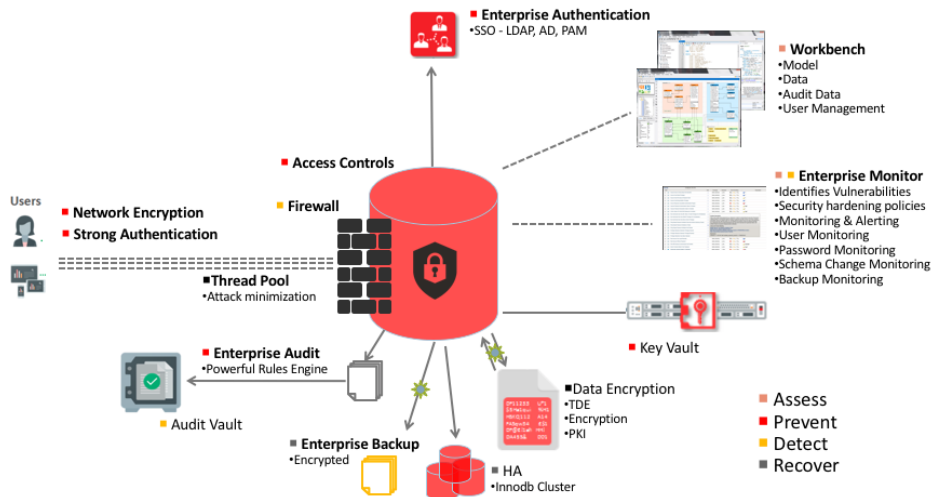 Enterprise Authentication
•SSO - LDAP, AD, PAM
Workbench
•Model
•Data
•Audit Data
•User Management
Access Controls
Enterprise Monitor
•Identifies Vulnerabilities
•Security hardening policies
•Monitoring & Alerting
•User Monitoring
•Password Monitoring
•Schema Change Monitoring
•Backup Monitoring
Users
Network Encryption
Strong Authentication
Firewall
Thread Pool
•Attack minimization
Key Vault
Enterprise Audit
•Powerful Rules Engine
Audit Vault
Data Encryption
•TDE
•Encryption
•PKI
Enterprise Backup
•Encrypted
HA
•Innodb Cluster
Assess
Prevent
Detect
Recover